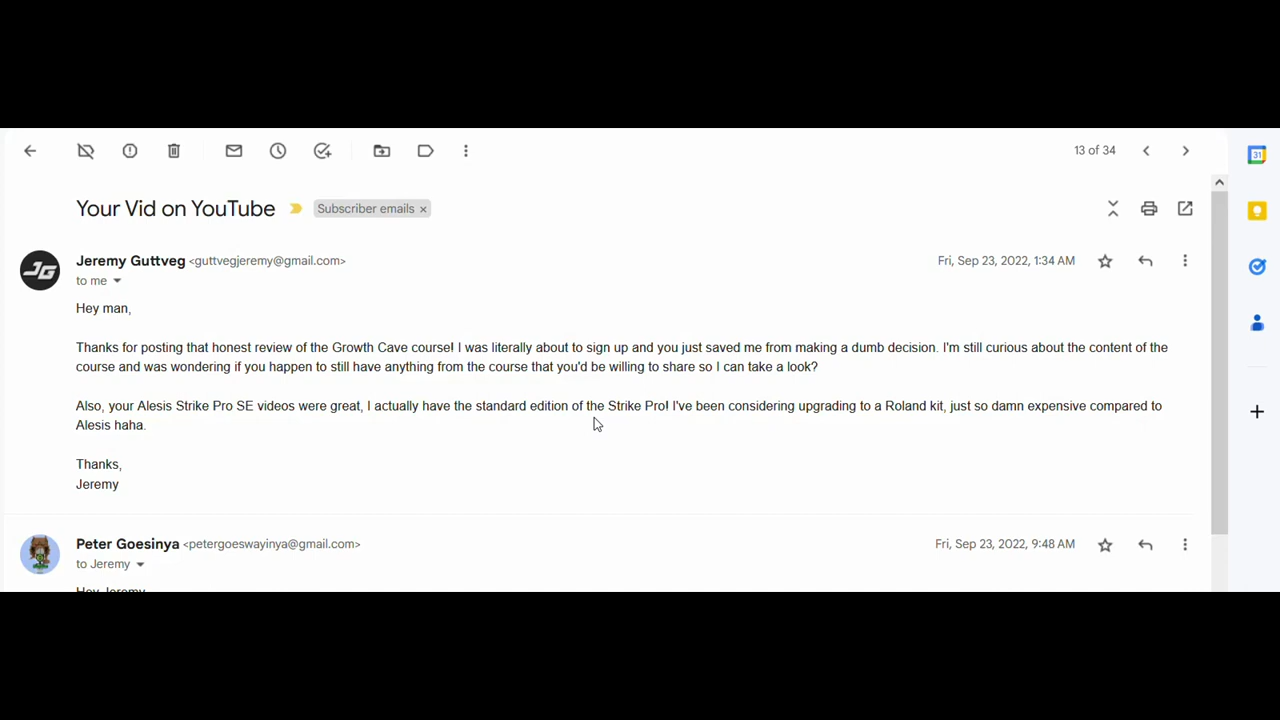 13 of 34
31
Your Vid on YouTube
Subscriber emails ×
JG
Jeremy Guttveg <guttvegjeremy@gmail.com>
Fri, Sep 23, 2022, 1:34 AM
to me
Hey man,
Thanks for posting that honest review of the Growth Cave course! I was literally about to sign up and you just saved me from making a dumb decision. I'm still curious about the content of the
course and was wondering if you happen to still have anything from the course that you'd be willing to share so I can take a look?
Also, your Alesis Strike Pro SE videos were great, I actually have the standard edition of the Strike Pro! I've been considering upgrading to a Roland kit, just so damn expensive compared to
Alesis haha.
Thanks,
Jeremy
Peter Goesinya <petergoeswayinya@gmail.com>
Fri, Sep 23, 2022, 9:48 AM
to Jeremy
Hey Jeremy